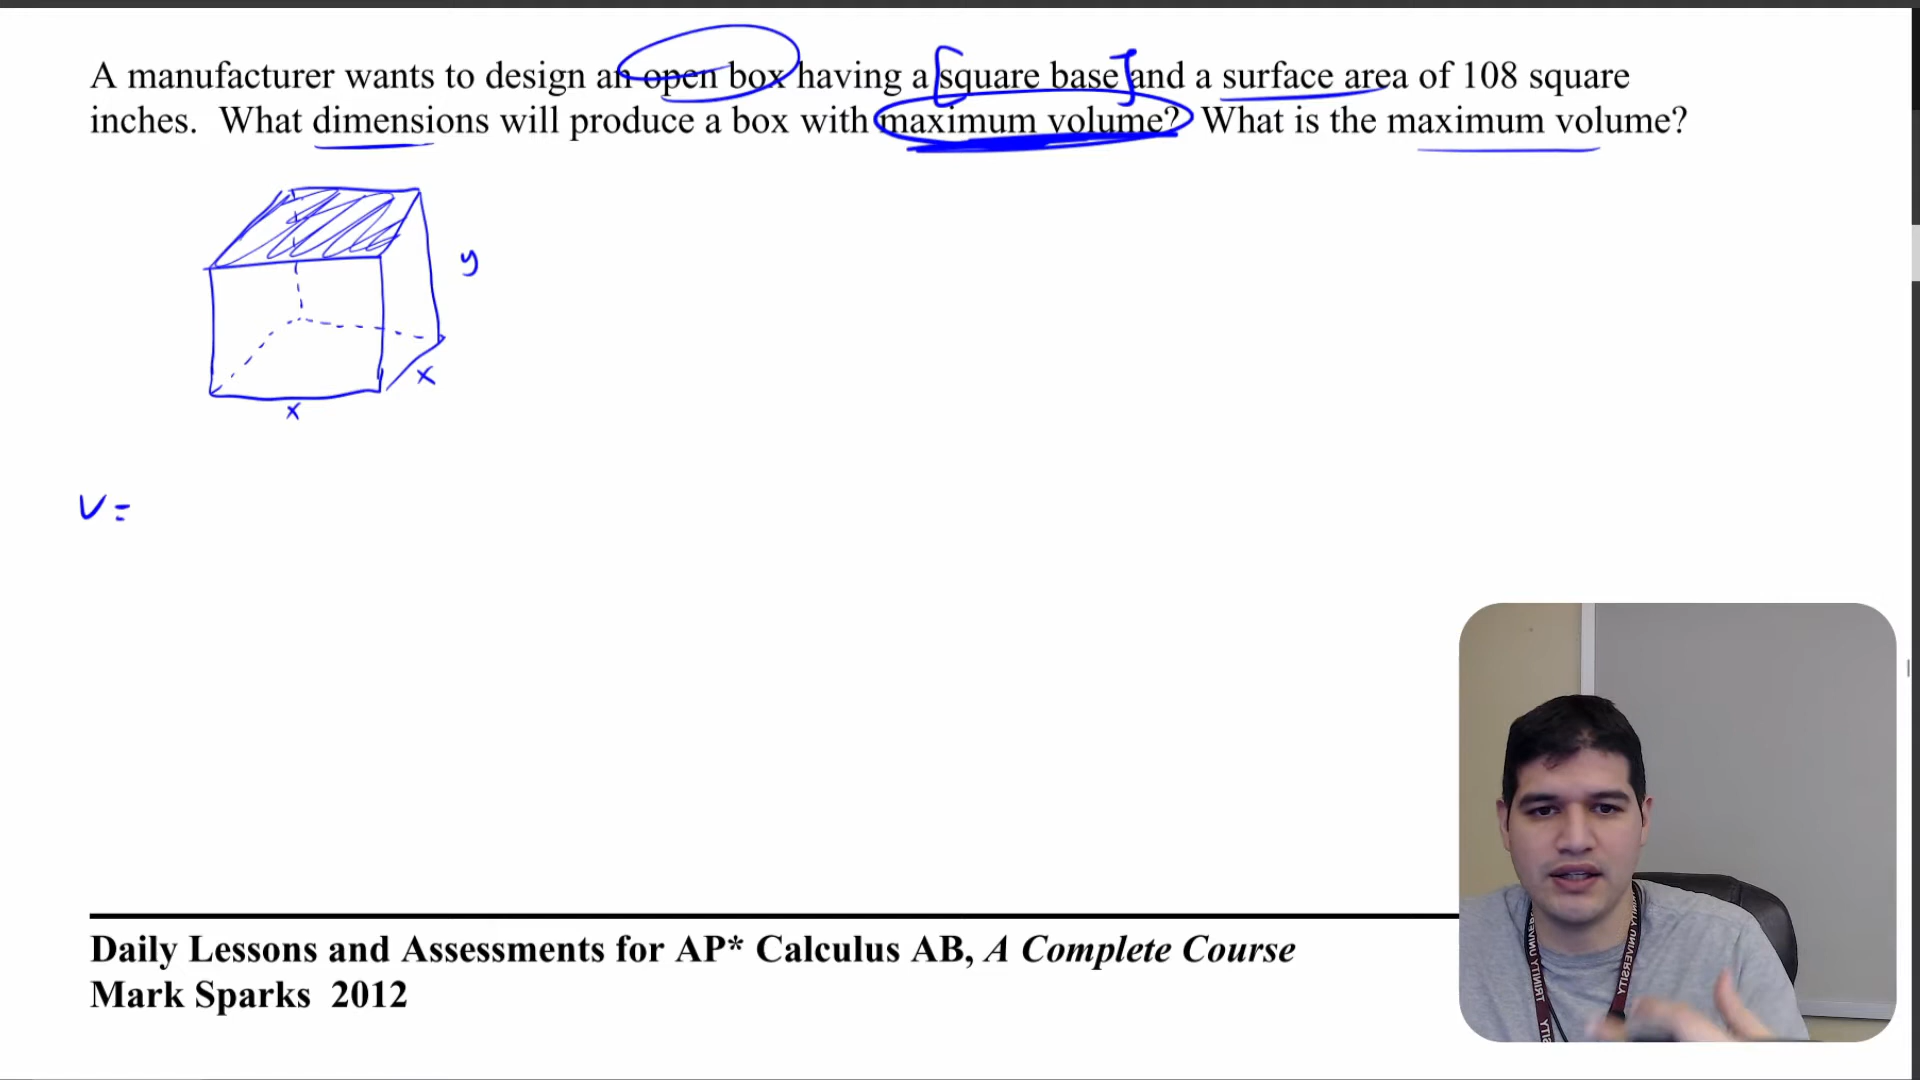 A manufacturer wants to design an open box having a [square base] and a surface area of 108 square
inches. What dimensions will produce a box with maximum volume? What is the maximum volume?
y
x
x
V =
Daily Lessons and Assessments for AP* Calculus AB, A Complete Course
Mark Sparks 2012
TRINITY UNIVERSITY